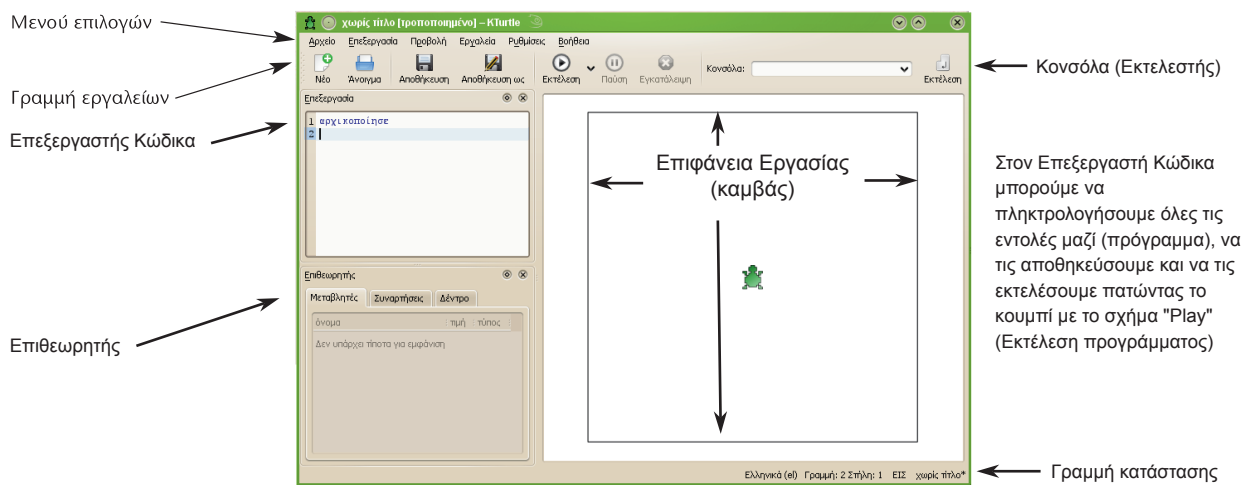 Μενού επιλογών
Γραμμή εργαλείων
Επεξεργαστής Κώδικα
Επιθεωρητής
χωρίς τίτλο [τροποποιημένο] – KTurtle
Αρχείο Επεξεργασία Προβολή Εργαλεία Ρυθμίσεις Βοήθεια
Νέο Άνοιγμα Αποθήκευση Αποθήκευση ως Εκτέλεση Παύση Εγκατάλειψη Κονσόλα: Εκτέλεση
Επεξεργασία
1 αρχικοποίησε
2
Επιθεωρητής
Μεταβλητές Συναρτήσεις Δέντρο
όνομα τιμή τύπος
Δεν υπάρχει τίποτα για εμφάνιση
Επιφάνεια Εργασίας
(καμβάς)
Ελληνικά (el) Γραμμή: 2 Στήλη: 1 ΕΙΣ χωρίς τίτλο*
Κονσόλα (Εκτελεστής)
Στον Επεξεργαστή Κώδικα
μπορούμε να
πληκτρολογήσουμε όλες τις
εντολές μαζί (πρόγραμμα), να
τις αποθηκεύσουμε και να τις
εκτελέσουμε πατώντας το
κουμπί με το σχήμα "Play"
(Εκτέλεση προγράμματος)
Γραμμή κατάστασης